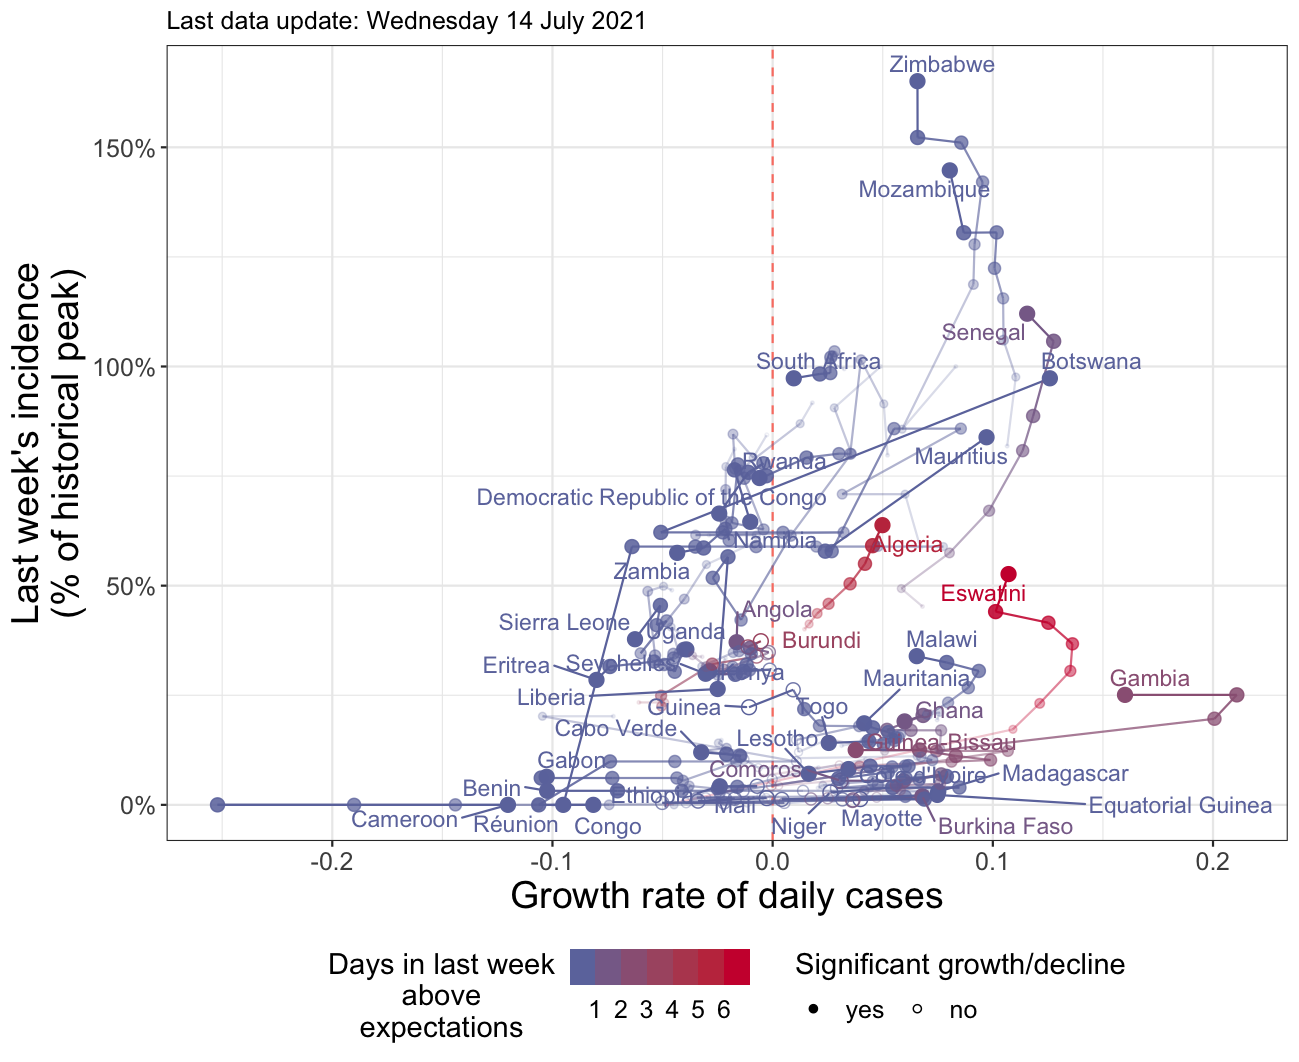 Last data update: Wednesday 14 July 2021
Zimbabwe
150%
Mozambique
Senegal
100%
South Africa
Botswana
Mauritius
Rwanda
Democratic Republic of the Congo
Namibia
Algeria
Zambia
50%
Eswatini
Angola
Sierra Leone
Uganda
Burundi
Malawi
Eritrea
Seychelles
Kenya
Mauritania
Gambia
Liberia
Guinea
Togo
Ghana
Cabo Verde
Lesotho
Guinea-Bissau
Gabon
Comoros
Côte d'Ivoire
Madagascar
Benin
Ethiopia
0%
Mali
Equatorial Guinea
Cameroon
Réunion
Congo
Niger
Mayotte
Burkina Faso
-0.2
-0.1
0.0
0.1
0.2
Growth rate of daily cases
Last week's incidence
(% of historical peak)
Days in last week
above
expectations
1 2 3 4 5 6
Significant growth/decline
yes
no